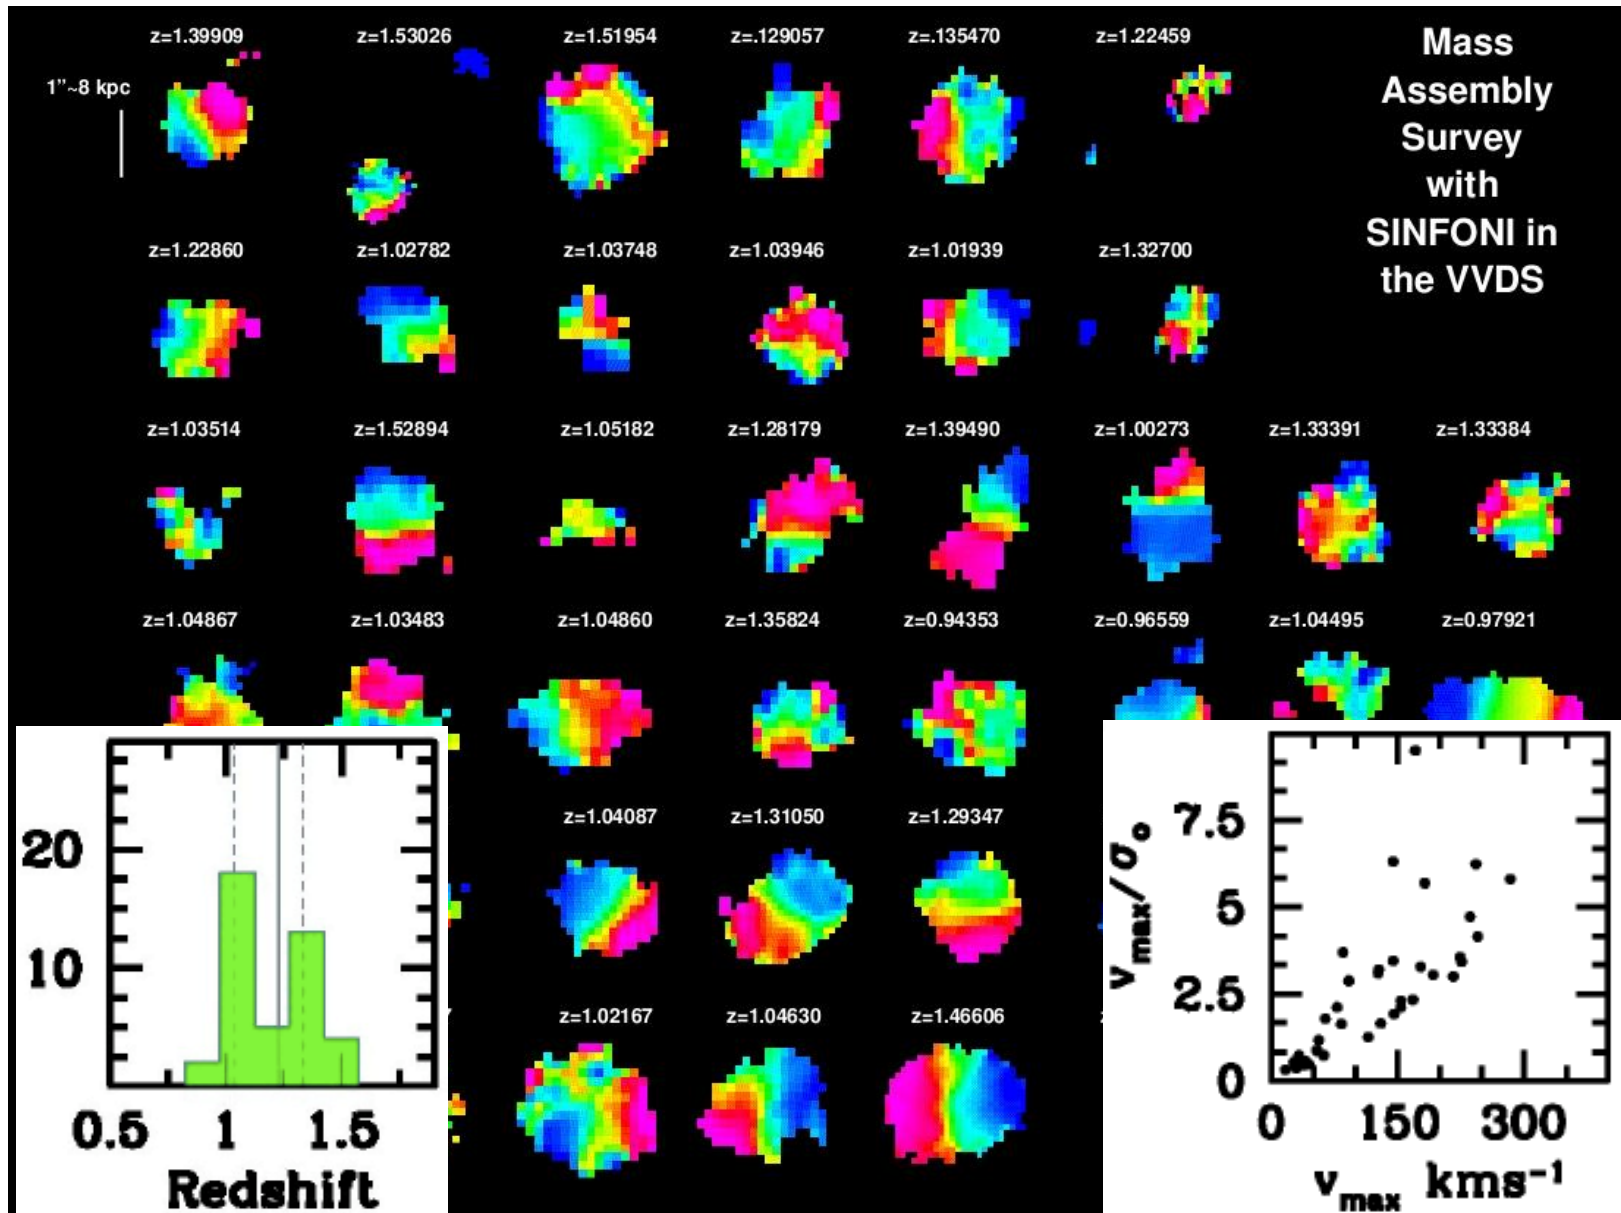 z=1.39909 z=1.53026 z=1.51954 z=.129057 z=.135470 z=1.22459
1”~8 kpc
Mass
Assembly
Survey
with
SINFONI in
the VVDS
z=1.22860 z=1.02782 z=1.03748 z=1.03946 z=1.01939 z=1.32700
z=1.03514 z=1.52894 z=1.05182 z=1.28179 z=1.39490 z=1.00273 z=1.33391 z=1.33384
z=1.04867 z=1.03483 z=1.04860 z=1.35824 z=0.94353 z=0.96559 z=1.04495 z=0.97921
z=1.04087 z=1.31050 z=1.29347
z=1.02167 z=1.04630 z=1.46606
20
10
0.5 1 1.5
Redshift
vmax/σo
7.5
5
2.5
0
0 150 300
vmax kms-1